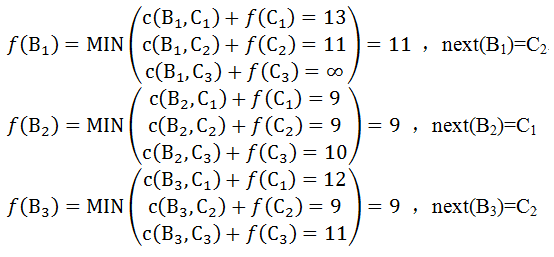 c(B₁,C₁) + f(C₁) = 13
f(B₁) = MIN ( c(B₁,C₂) + f(C₂) = 11 ) = 11 ，next(B₁)=C₂
c(B₁,C₃) + f(C₃) = ∞
c(B₂,C₁) + f(C₁) = 9
f(B₂) = MIN ( c(B₂,C₂) + f(C₂) = 9 ) = 9 ，next(B₂)=C₁
c(B₂,C₃) + f(C₃) = 10
c(B₃,C₁) + f(C₁) = 12
f(B₃) = MIN ( c(B₃,C₂) + f(C₂) = 9 ) = 9 ，next(B₃)=C₂
c(B₃,C₃) + f(C₃) = 11